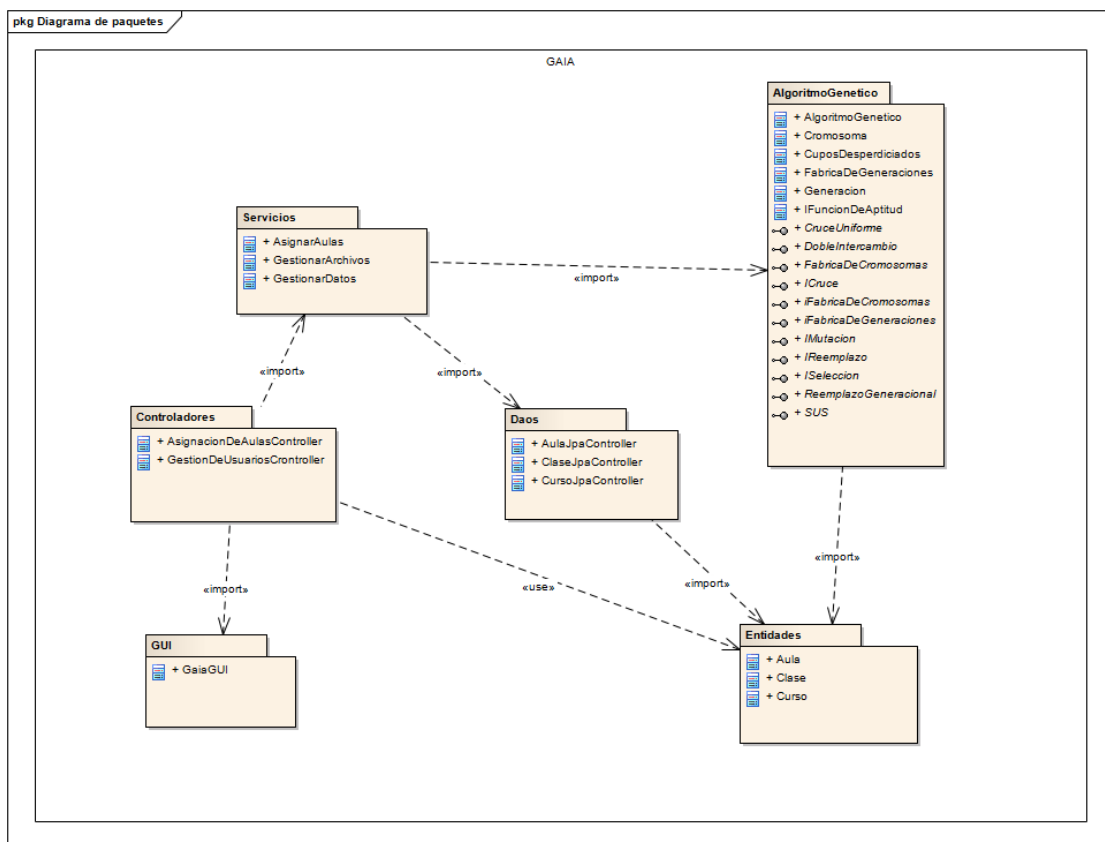 pkg Diagrama de paquetes
GAIA
AlgoritmoGenetico
+ AlgoritmoGenetico
+ Cromosoma
+ CuposDesperdiciados
+ FabricaDeGeneraciones
+ Generacion
+ IFuncionDeAptitud
+ CruceUniforme
+ DobleIntercambio
+ FabricaDeCromosomas
+ ICruce
+ iFabricaDeCromosomas
+ iFabricaDeGeneraciones
+ IMutacion
+ IReemplazo
+ ISeleccion
+ ReemplazoGeneracional
+ SUS
Servicios
+ AsignarAulas
+ GestionarArchivos
+ GestionarDatos
«import»
«import»
«import»
Controladores
+ AsignacionDeAulasController
+ GestionDeUsuariosCrontroller
Daos
+ AulaJpaController
+ ClaseJpaController
+ CursoJpaController
«import»
«use»
«import»
«import»
GUI
+ GaiaGUI
Entidades
+ Aula
+ Clase
+ Curso